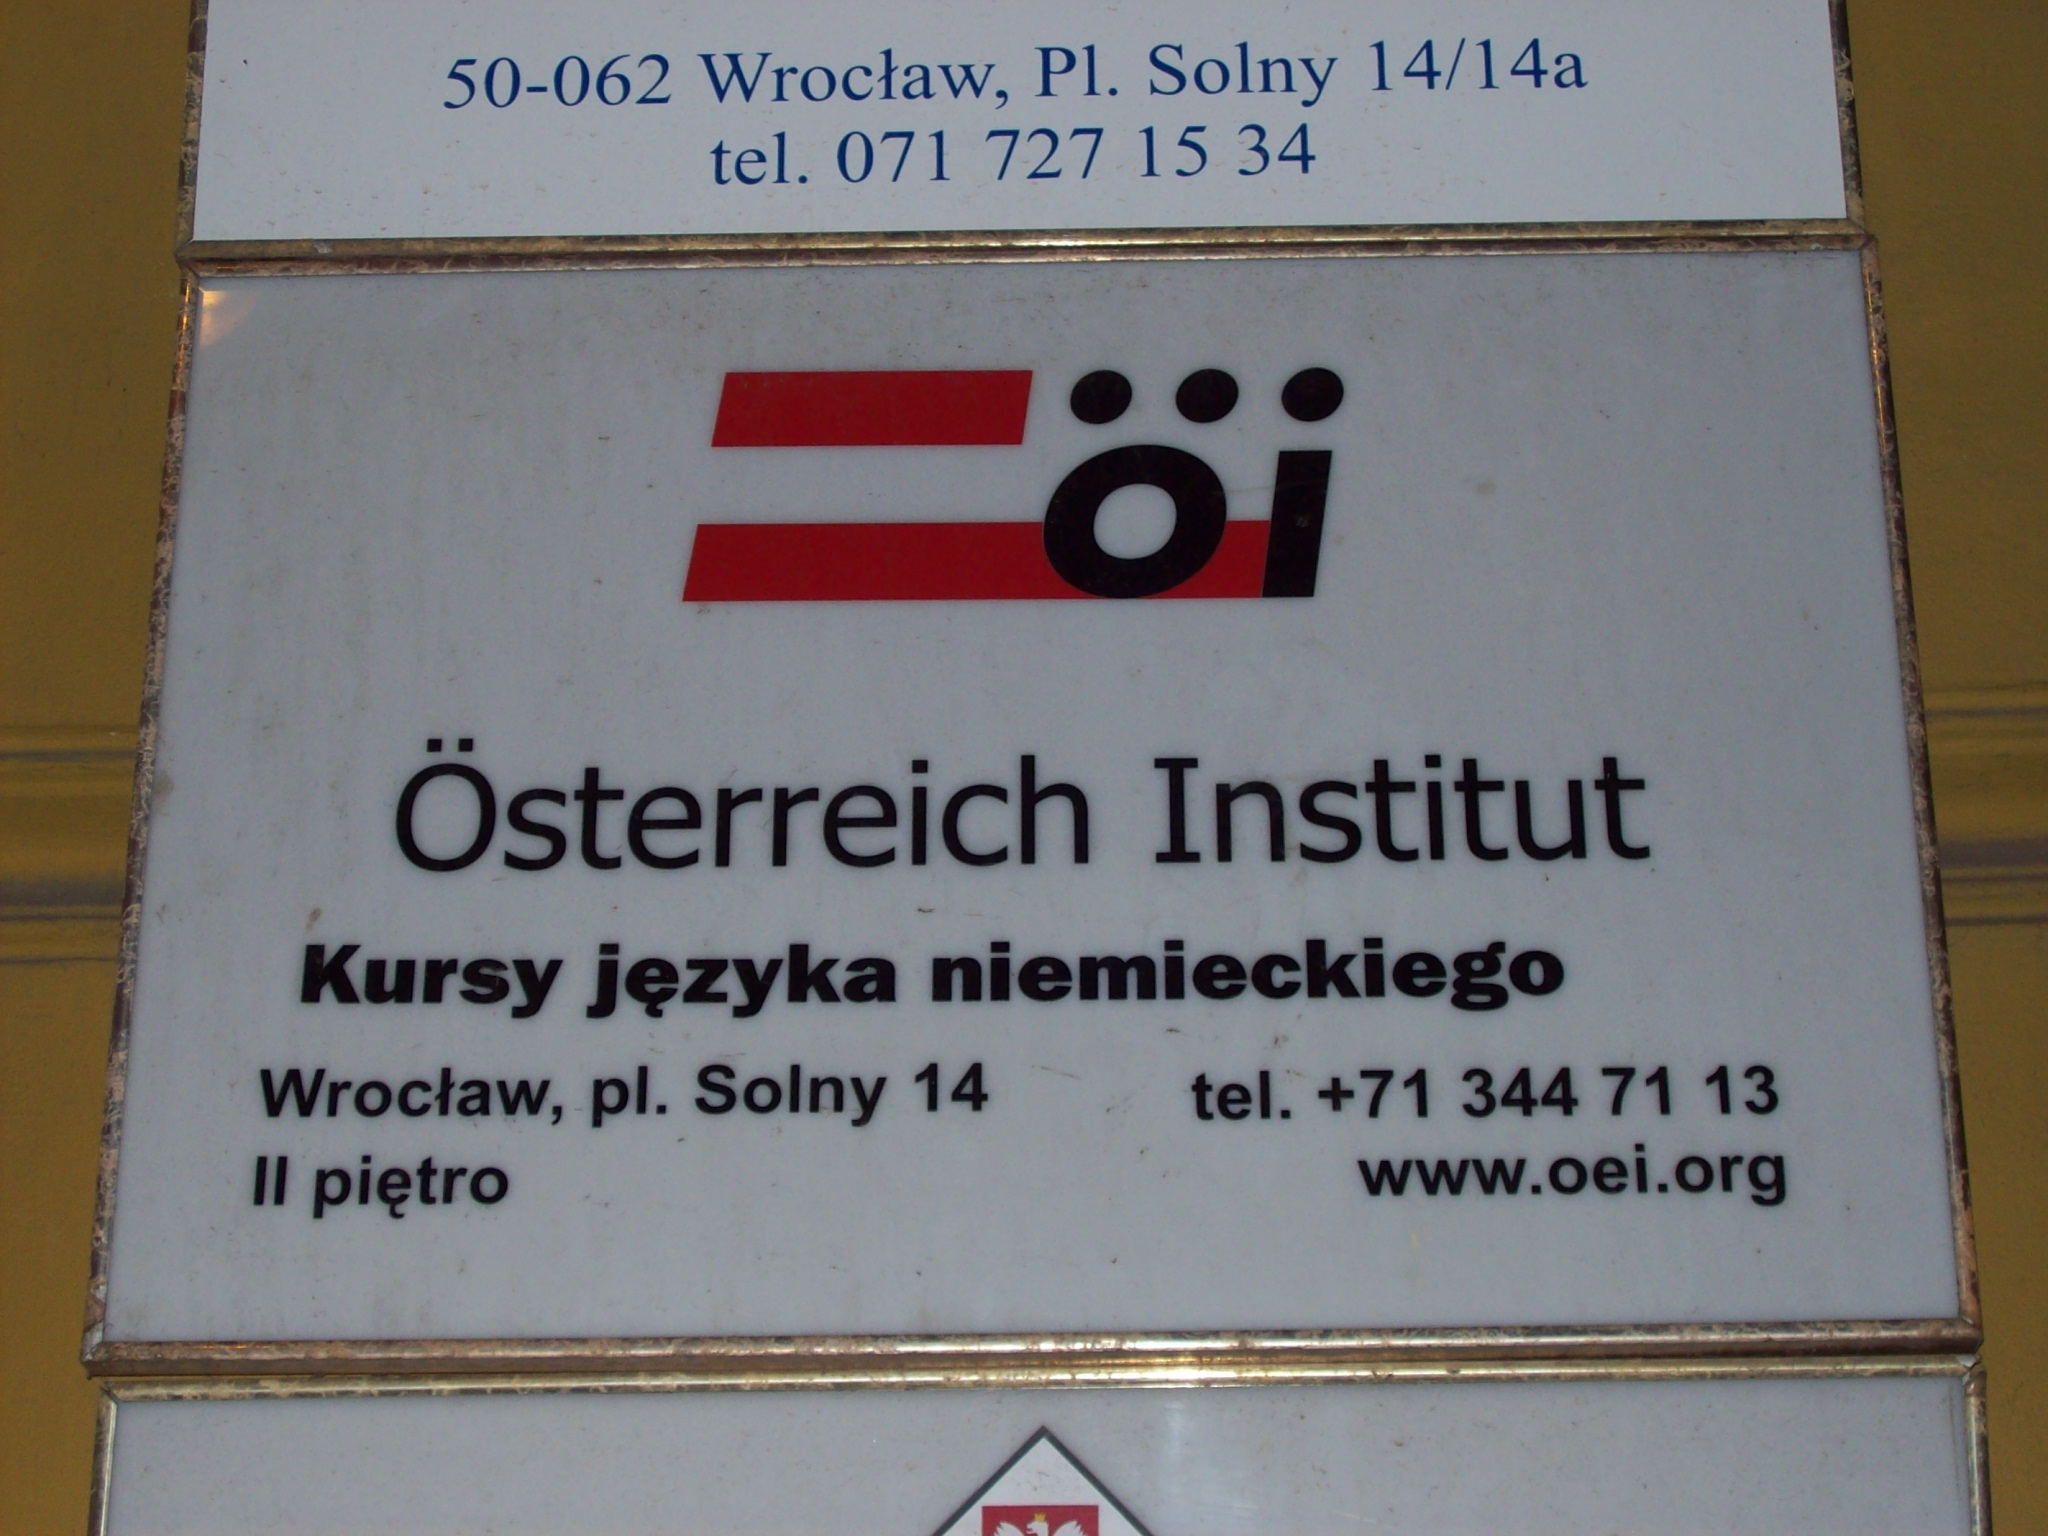 50-062 Wrocław, Pl. Solny 14/14a
tel. 071 727 15 34
öi
Österreich Institut
Kursy języka niemieckiego
Wrocław, pl. Solny 14 tel. +71 344 71 13
II piętro www.oei.org